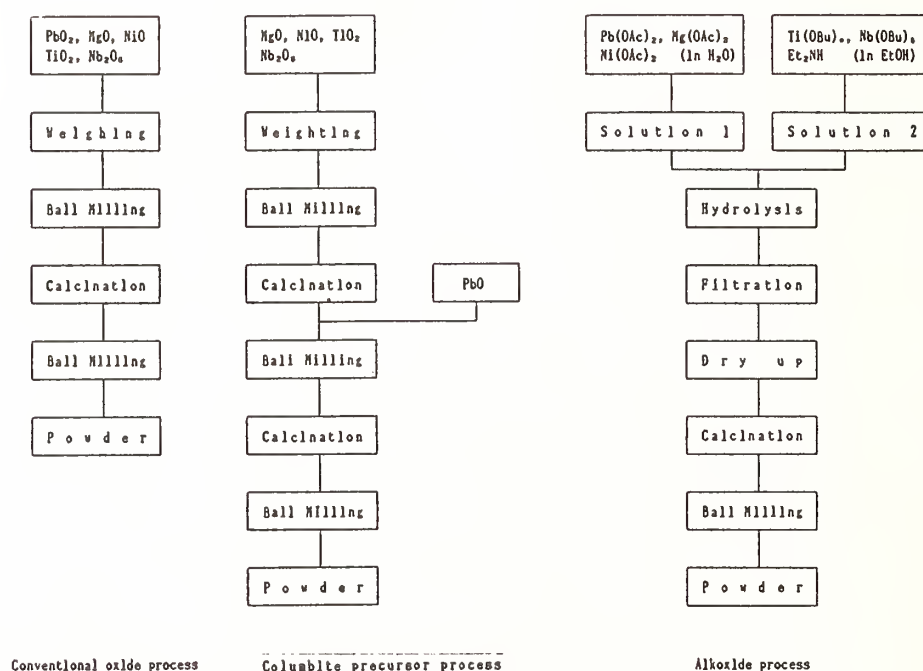 PbO₂, MgO, NiO
TiO₂, Nb₂O₆
Weighing
Ball Milling
Calcination
Ball Milling
Powder
Conventional oxide process
MgO, NiO, TiO₂
Nb₂O₆
Weighting
Ball Milling
Calcination
PbO
Ball Milling
Calcination
Ball Milling
Powder
Columbite precursor process
Pb(OAc)₂, Mg(OAc)₂
Ni(OAc)₂ (in H₂O)
Solution 1
Ti(OBu)₄, Nb(OBu)₅
Et₂NH (in EtOH)
Solution 2
Hydrolysis
Filtration
Dry up
Calcination
Ball Milling
Powder
Alkoxide process